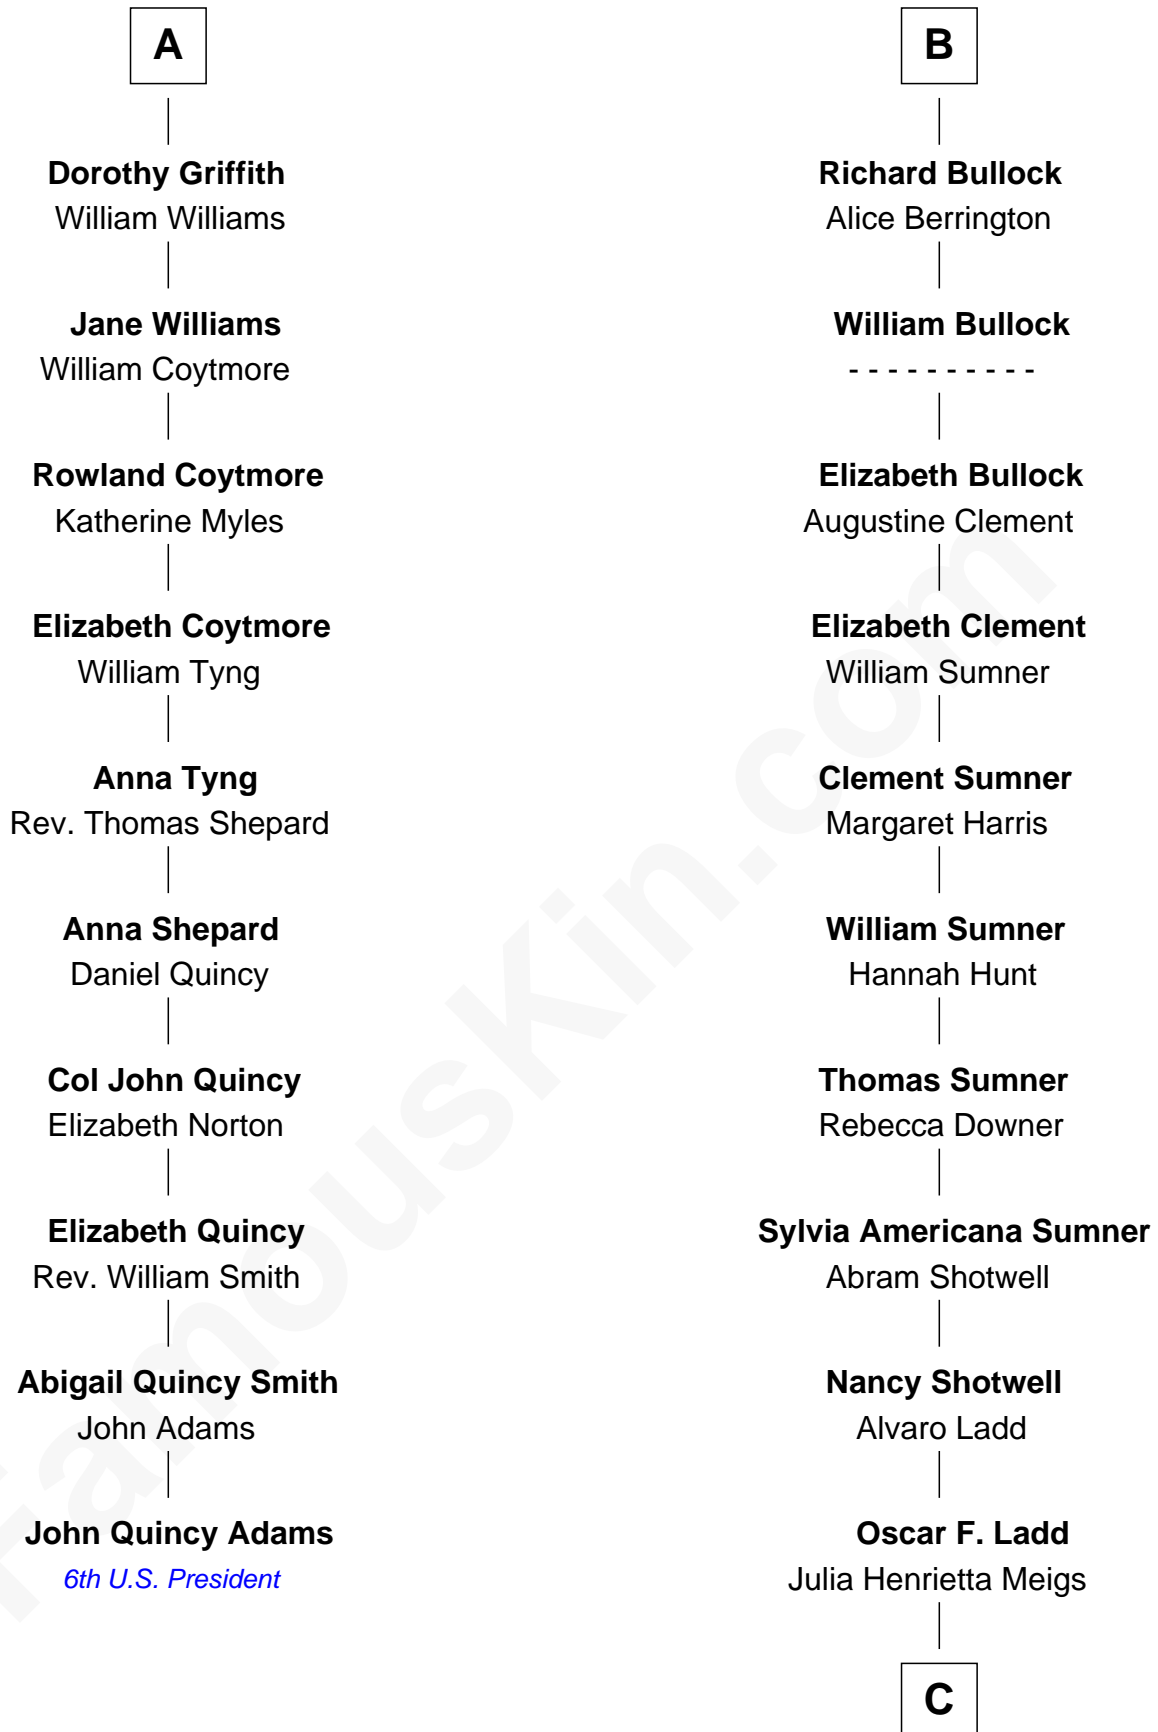 A
Dorothy Griffith
William Williams
Jane Williams
William Coytmore
Rowland Coytmore
Katherine Myles
Elizabeth Coytmore
William Tyng
Anna Tyng
Rev. Thomas Shepard
Anna Shepard
Daniel Quincy
Col John Quincy
Elizabeth Norton
Elizabeth Quincy
Rev. William Smith
Abigail Quincy Smith
John Adams
John Quincy Adams
6th U.S. President
B
Richard Bullock
Alice Berrington
William Bullock
- - - - - - - - - -
Elizabeth Bullock
Augustine Clement
Elizabeth Clement
William Sumner
Clement Sumner
Margaret Harris
William Sumner
Hannah Hunt
Thomas Sumner
Rebecca Downer
Sylvia Americana Sumner
Abram Shotwell
Nancy Shotwell
Alvaro Ladd
Oscar F. Ladd
Julia Henrietta Meigs
C
FamousKin.com